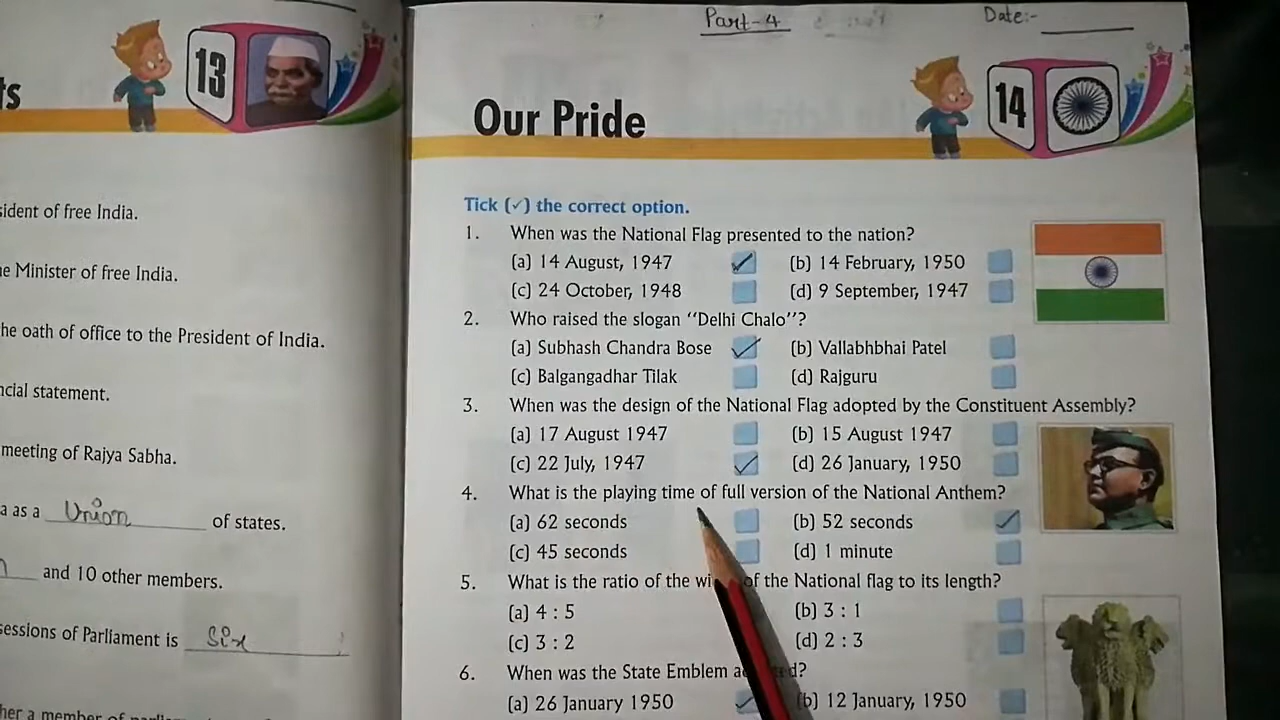 Part-4
Date:-
ts
13
Our Pride
14
sident of free India.
e Minister of free India.
he oath of office to the President of India.
ncial statement.
meeting of Rajya Sabha.
a as a Union of states.
and 10 other members.
sessions of Parliament is six
her a member of parliam
Tick (✓) the correct option.
1. When was the National Flag presented to the nation?
(a) 14 August, 1947 ✓ (b) 14 February, 1950
(c) 24 October, 1948 (d) 9 September, 1947
2. Who raised the slogan "Delhi Chalo"?
(a) Subhash Chandra Bose ✓ (b) Vallabhbhai Patel
(c) Balgangadhar Tilak (d) Rajguru
3. When was the design of the National Flag adopted by the Constituent Assembly?
(a) 17 August 1947 (b) 15 August 1947
(c) 22 July, 1947 ✓ (d) 26 January, 1950
4. What is the playing time of full version of the National Anthem?
(a) 62 seconds (b) 52 seconds ✓
(c) 45 seconds (d) 1 minute
5. What is the ratio of the wi of the National flag to its length?
(a) 4 : 5 (b) 3 : 1
(c) 3 : 2 (d) 2 : 3
6. When was the State Emblem a ed?
(a) 26 January 1950 ✓ (b) 12 January, 1950